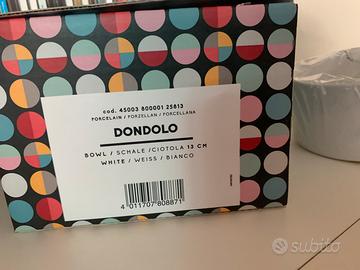 cod. 45003 800001 25813
PORCELAIN / PORZELLAN / PORCELLANA
DONDOLO
BOWL / SCHALE / CIOTOLA 13 CM
WHITE / WEISS / BIANCO
4 011707 808871
subito